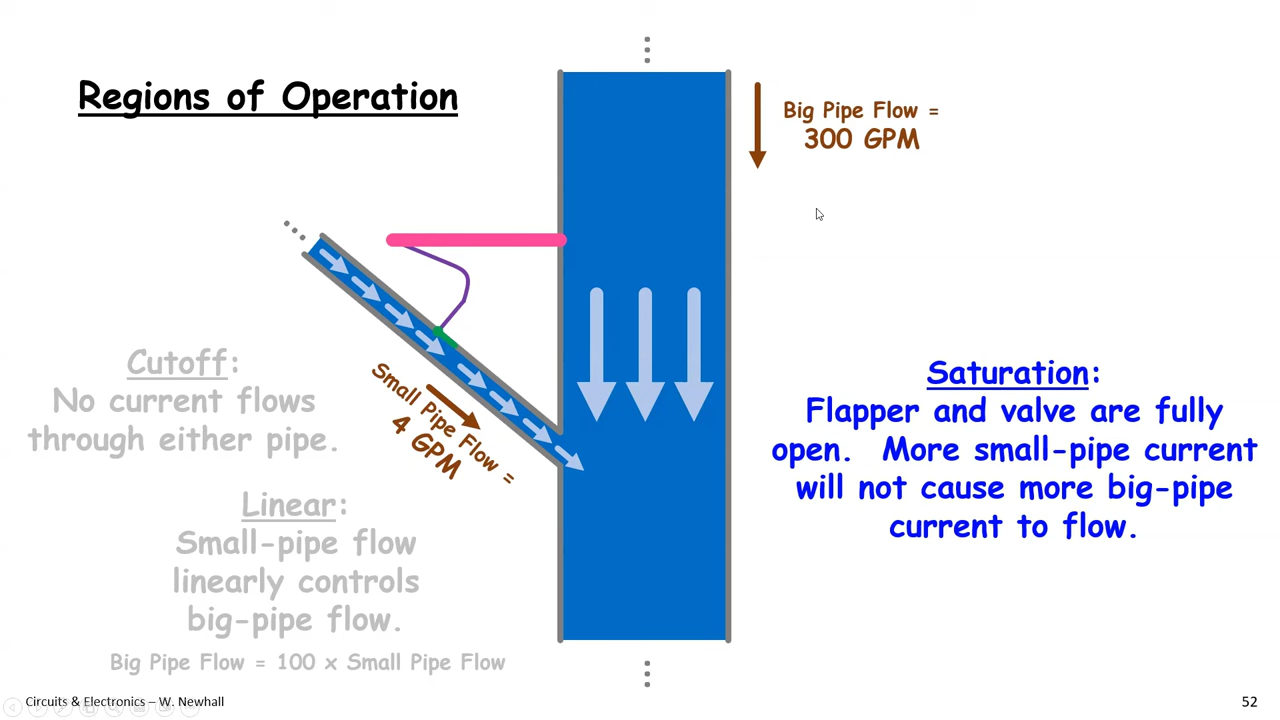 Regions of Operation
Big Pipe Flow =
300 GPM
Small Pipe Flow =
4 GPM
Cutoff:
No current flows
through either pipe.
Linear:
Small-pipe flow
linearly controls
big-pipe flow.
Big Pipe Flow = 100 x Small Pipe Flow
Saturation:
Flapper and valve are fully
open. More small-pipe current
will not cause more big-pipe
current to flow.
Circuits & Electronics – W. Newhall
52